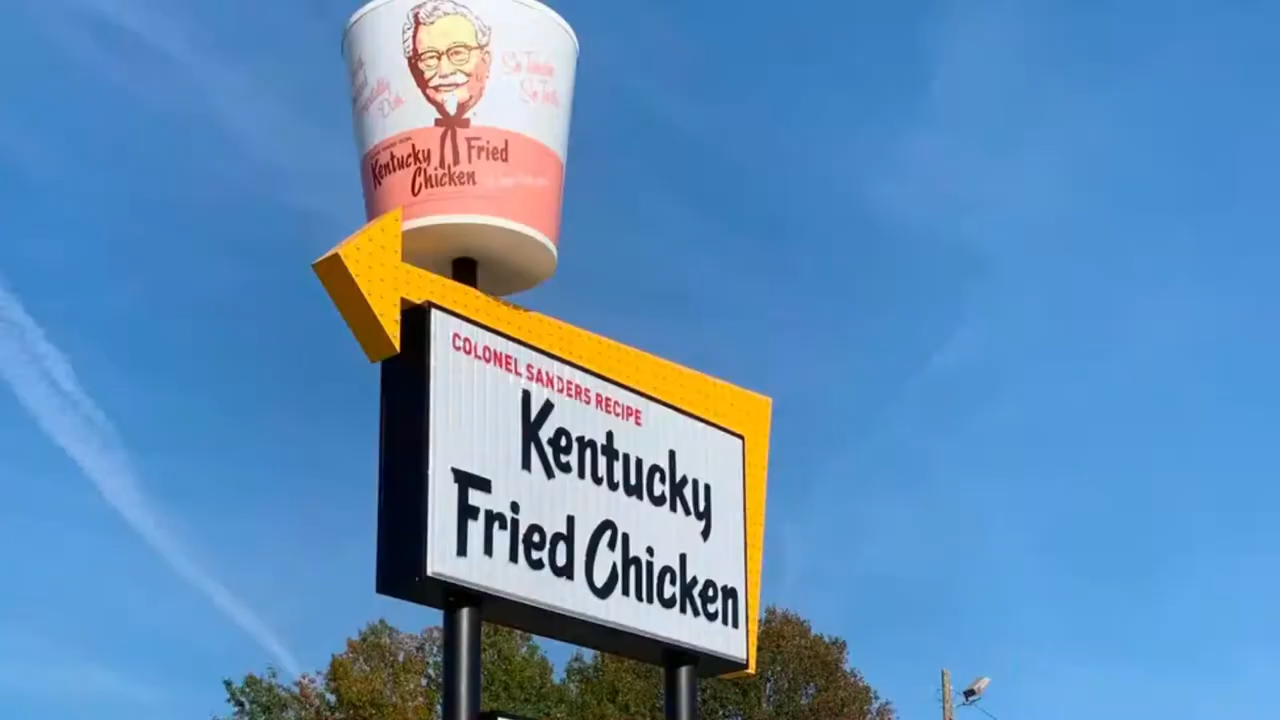 Kentucky Fried
Chicken
COLONEL SANDERS RECIPE
Kentucky
Fried Chicken